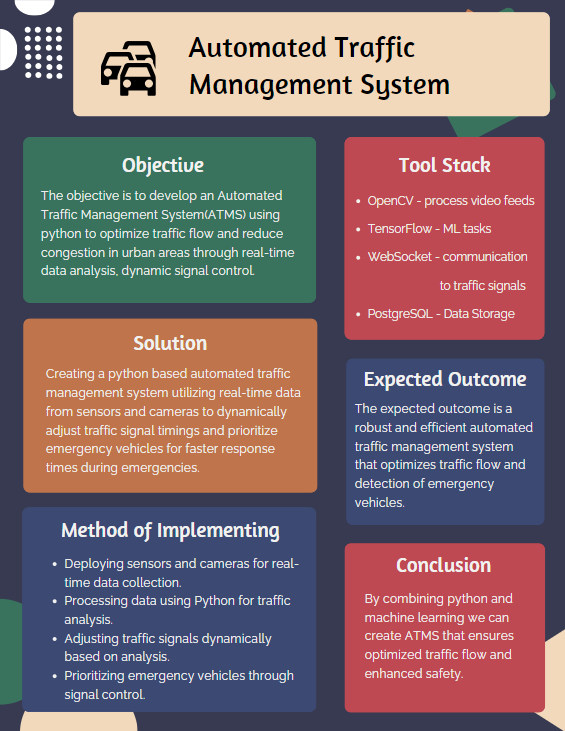 Automated Traffic
Management System
Objective
The objective is to develop an Automated
Traffic Management System(ATMS) using
python to optimize traffic flow and reduce
congestion in urban areas through real-time
data analysis, dynamic signal control.
Solution
Creating a python based automated traffic
management system utilizing real-time data
from sensors and cameras to dynamically
adjust traffic signal timings and prioritize
emergency vehicles for faster response
times during emergencies.
Method of Implementing
• Deploying sensors and cameras for real-
time data collection.
• Processing data using Python for traffic
analysis.
• Adjusting traffic signals dynamically
based on analysis.
• Prioritizing emergency vehicles through
signal control.
Tool Stack
• OpenCV - process video feeds
• TensorFlow - ML tasks
• WebSocket - communication
to traffic signals
• PostgreSQL - Data Storage
Expected Outcome
The expected outcome is a
robust and efficient automated
traffic management system
that optimizes traffic flow and
detection of emergency
vehicles.
Conclusion
By combining python and
machine learning we can
create ATMS that ensures
optimized traffic flow and
enhanced safety.